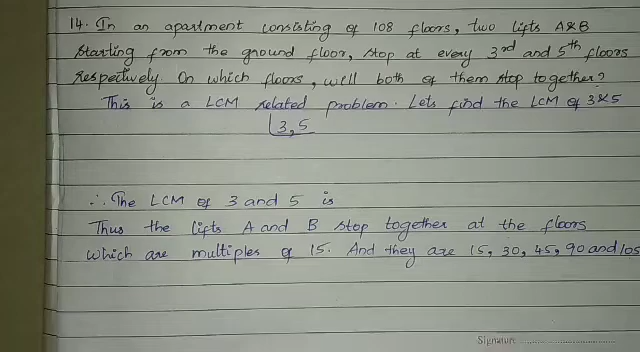 14. In an apartment consisting of 108 floors, two lifts A&B
starting from the ground floor, stop at every 3rd and 5th floors
respectively. On which floors, will both of them stop together?
This is a LCM related problem. Lets find the LCM of 3&5
3, 5
∴ The LCM of 3 and 5 is
Thus the lifts A and B stop together at the floors
which are multiples of 15. And they are 15, 30, 45, 90 and 105
Signature ..............................